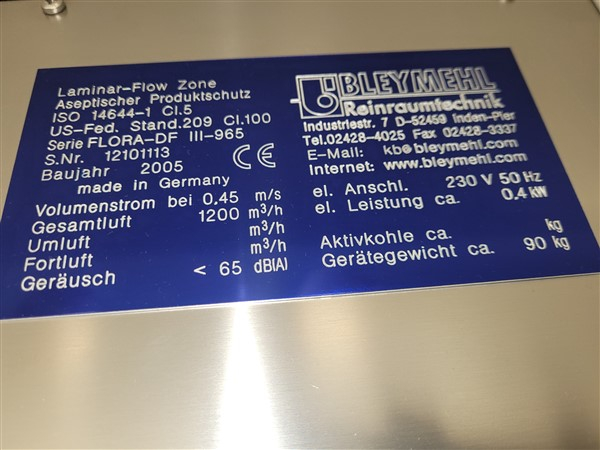 Laminar-Flow Zone
Aseptischer Produktschutz
ISO 14644-1 Cl.5
US-Fed. Stand.209 Cl.100
Serie FLORA-DF III-965
S.Nr. 12101113
Baujahr 2005
made in Germany
CE
Volumenstrom bei 0.45 m/s
Gesamtluft 1200 m³/h
Umluft m³/h
Fortluft m³/h
Geräusch < 65 dB(A)
BLEYMEHL
Reinraumtechnik
Industriestr. 7 D-52459 Inden-Pier
Tel.02428-4025 Fax 02428-3337
E-Mail: kb@bleymehl.com
Internet: www.bleymehl.com
el. Anschl. 230 V 50 Hz
el. Leistung ca. 0.4 kW
Aktivkohle ca. kg
Gerätegewicht ca. 90 kg